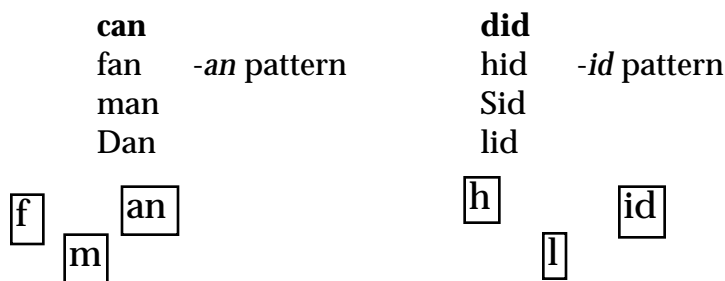 can did
fan -an pattern hid -id pattern
man Sid
Dan lid
f an h id
m l